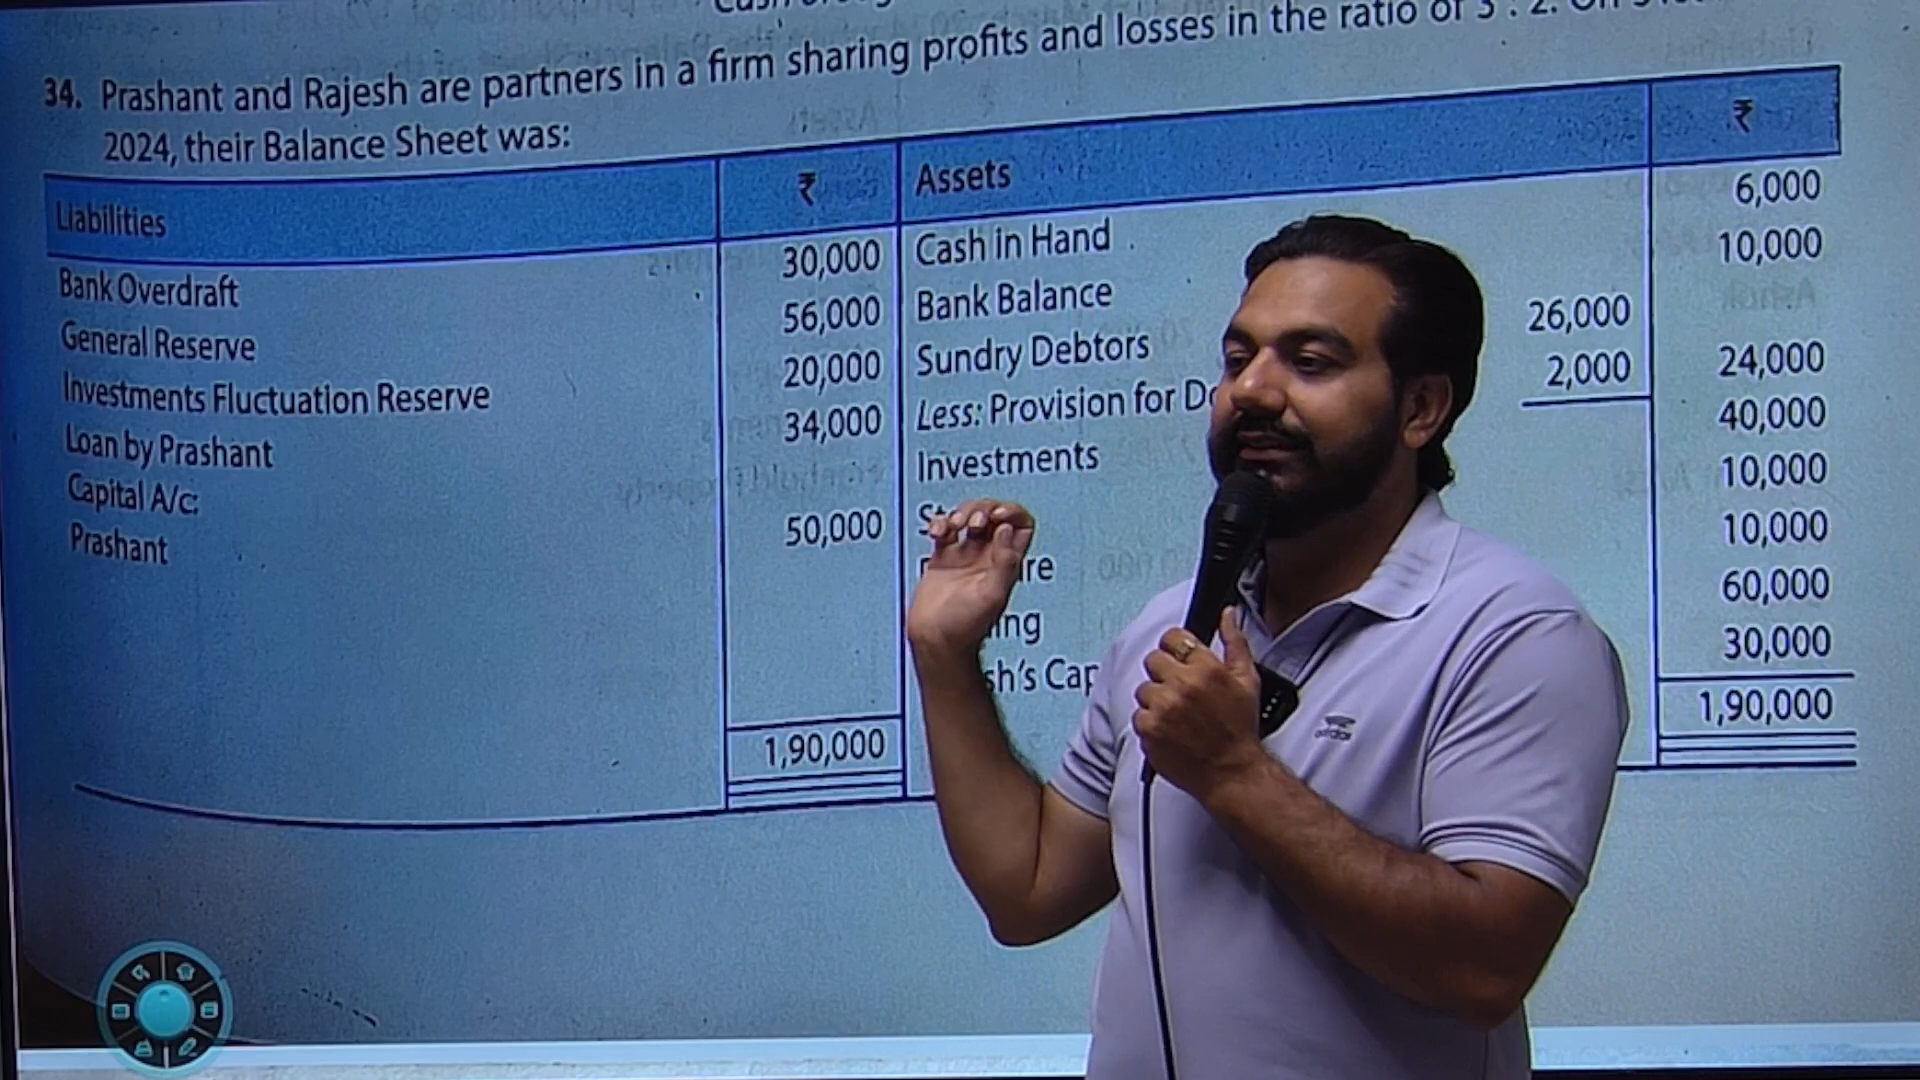 34. Prashant and Rajesh are partners in a firm sharing profits and losses in the ratio of 3 : 2. On
2024, their Balance Sheet was:
Liabilities ₹ Assets ₹
Bank Overdraft 30,000 Cash in Hand 6,000
General Reserve 56,000 Bank Balance 10,000
Investments Fluctuation Reserve 20,000 Sundry Debtors 26,000
Loan by Prashant 34,000 Less: Provision for 2,000 24,000
Capital A/c: Investments 40,000
Prashant 50,000 10,000
10,000
60,000
30,000
1,90,000 1,90,000